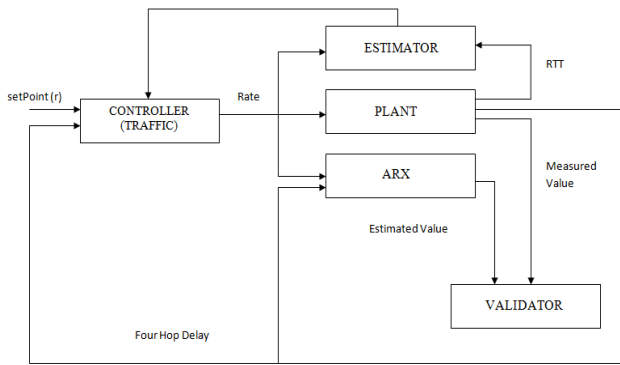 ESTIMATOR
RTT
setPoint (r)
Rate
CONTROLLER
(TRAFFIC)
PLANT
Measured
Value
ARX
Estimated Value
VALIDATOR
Four Hop Delay